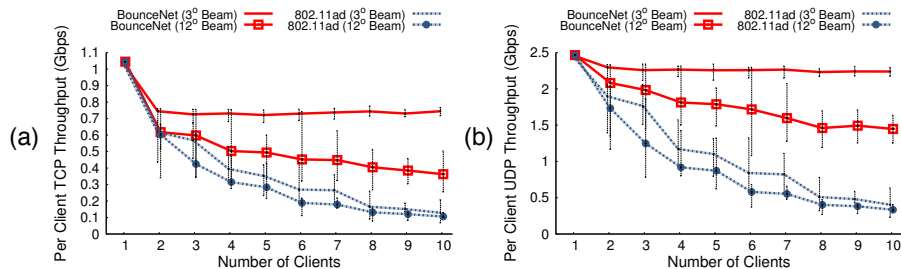 BounceNet (3° Beam)
BounceNet (12° Beam)
802.11ad (3° Beam)
802.11ad (12° Beam)
(a)
Per Client TCP Throughput (Gbps)
1.1
1
0.9
0.8
0.7
0.6
0.5
0.4
0.3
0.2
0.1
0
1 2 3 4 5 6 7 8 9 10
Number of Clients
BounceNet (3° Beam)
BounceNet (12° Beam)
802.11ad (3° Beam)
802.11ad (12° Beam)
(b)
Per Client UDP Throughput (Gbps)
2.5
2
1.5
1
0.5
0
1 2 3 4 5 6 7 8 9 10
Number of Clients